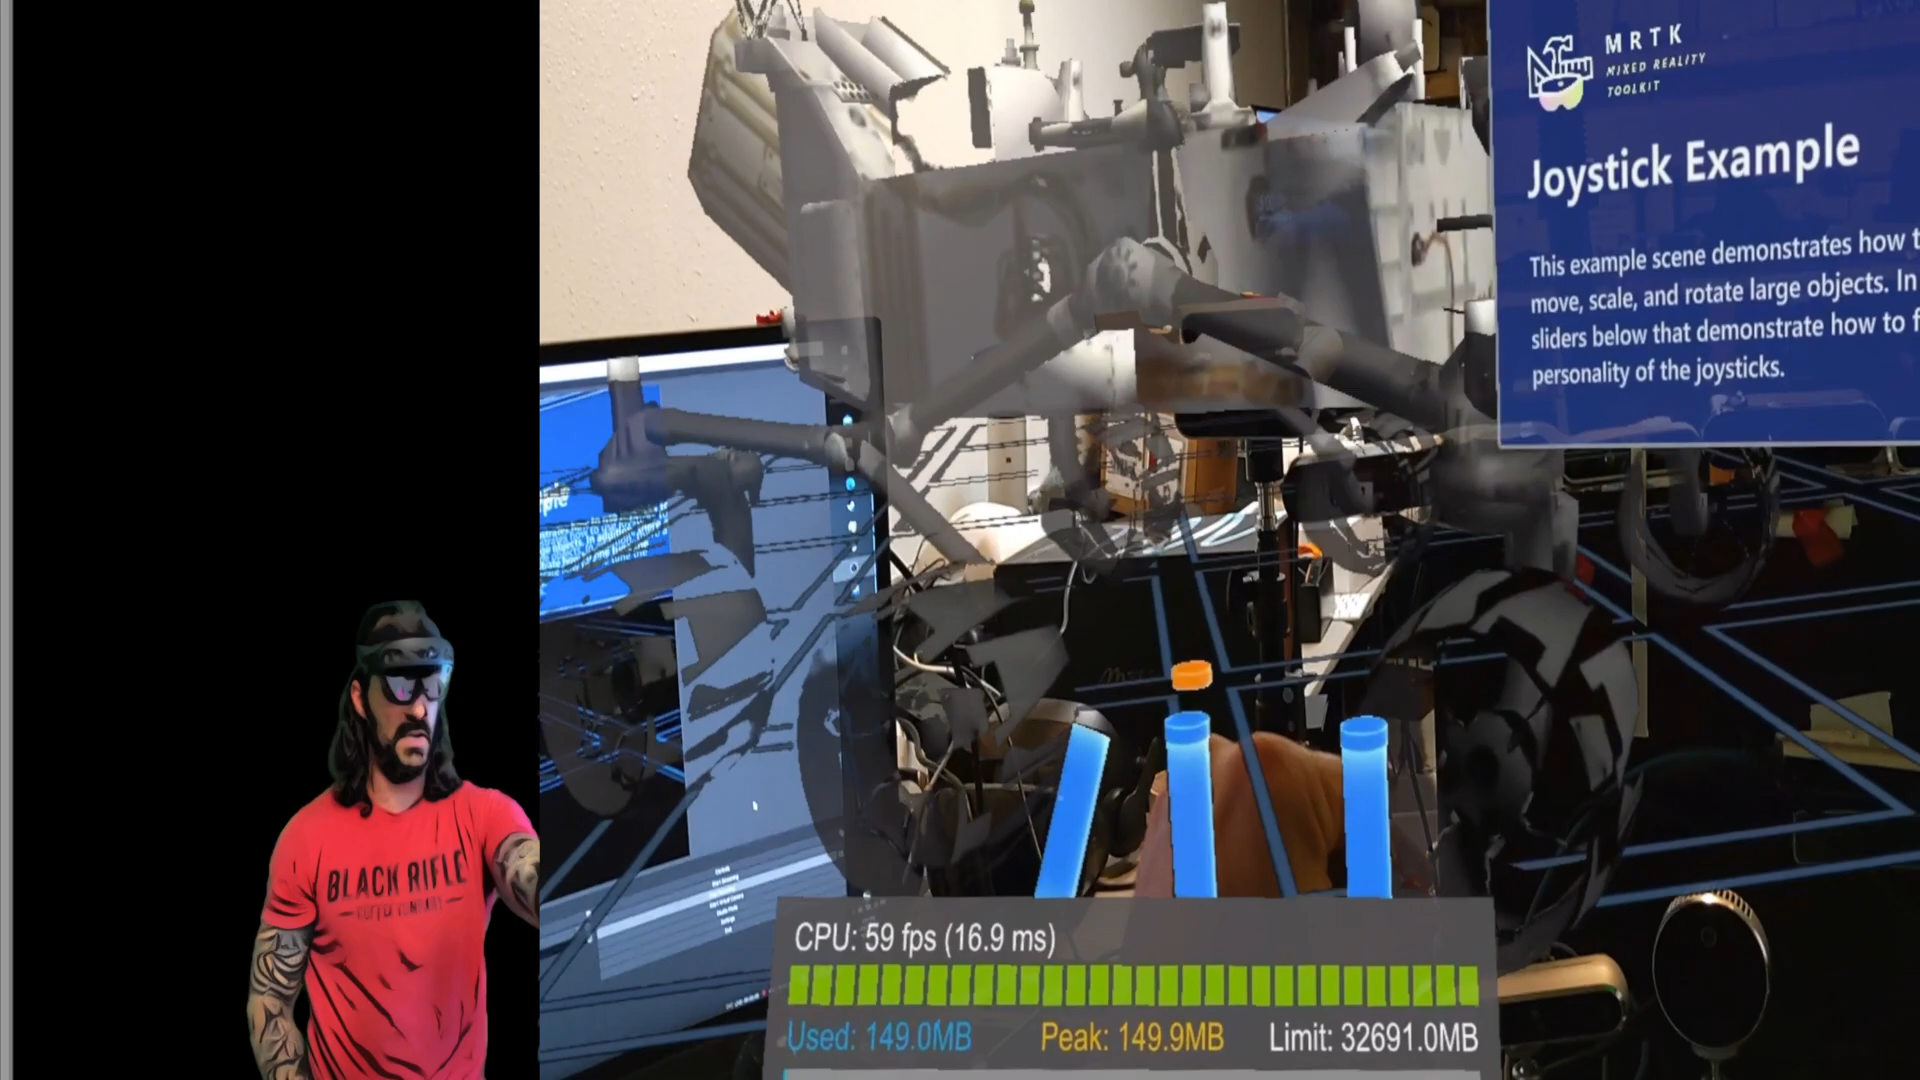 MRTK
MIXED REALITY
TOOLKIT
Joystick Example
This example scene demonstrates how t
move, scale, and rotate large objects. In
sliders below that demonstrate how to f
personality of the joysticks.
BLACK RIFLE
COFFEE COMPANY
CPU: 59 fps (16.9 ms)
Used: 149.0MB
Peak: 149.9MB
Limit: 32691.0MB